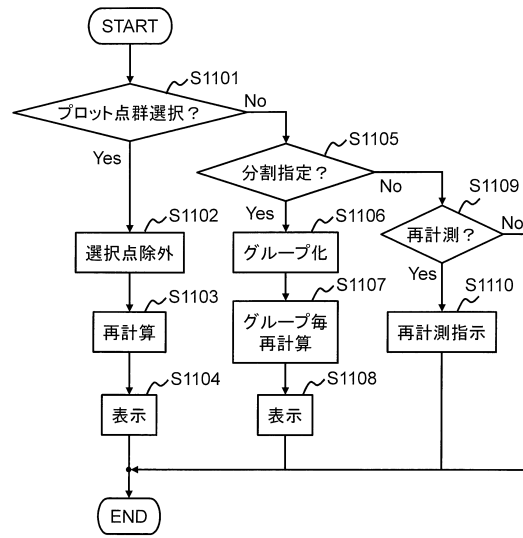 START
S1101
プロット点群選択？
No
Yes
S1105
分割指定？
No
Yes
S1109
再計測？
No
Yes
S1102
選択点除外
S1106
グループ化
S1103
再計算
S1107
グループ毎
再計算
S1110
再計測指示
S1104
表示
S1108
表示
END